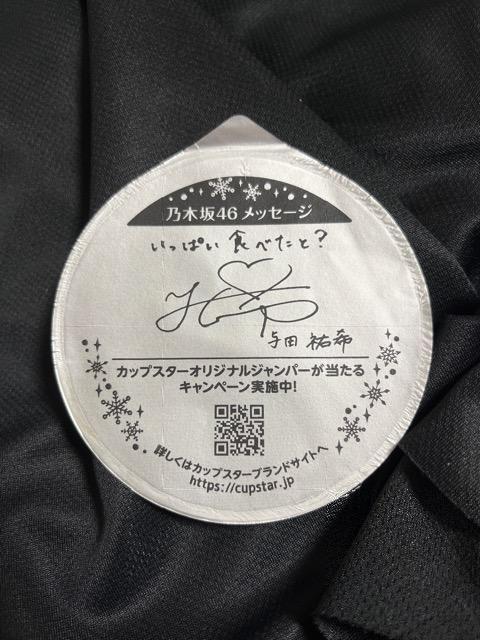 乃木坂46 メッセージ
いっぱい 食べたと?
与田 祐希
カップスターオリジナルジャンパーが当たる
キャンペーン実施中!
詳しくはカップスターブランドサイトへ
https://cupstar.jp